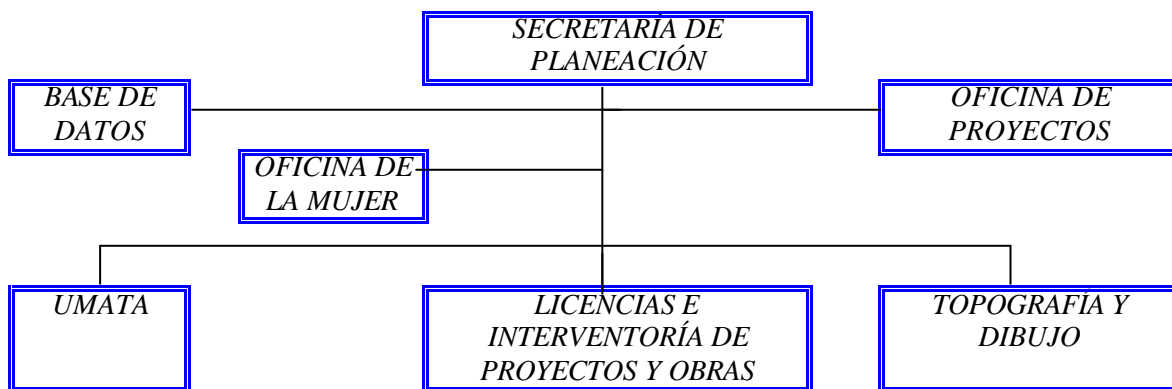 SECRETARÍA DE
PLANEACIÓN
BASE DE
DATOS
OFICINA DE
PROYECTOS
OFICINA DE
LA MUJER
UMATA
LICENCIAS E
INTERVENTORÍA DE
PROYECTOS Y OBRAS
TOPOGRAFÍA Y
DIBUJO